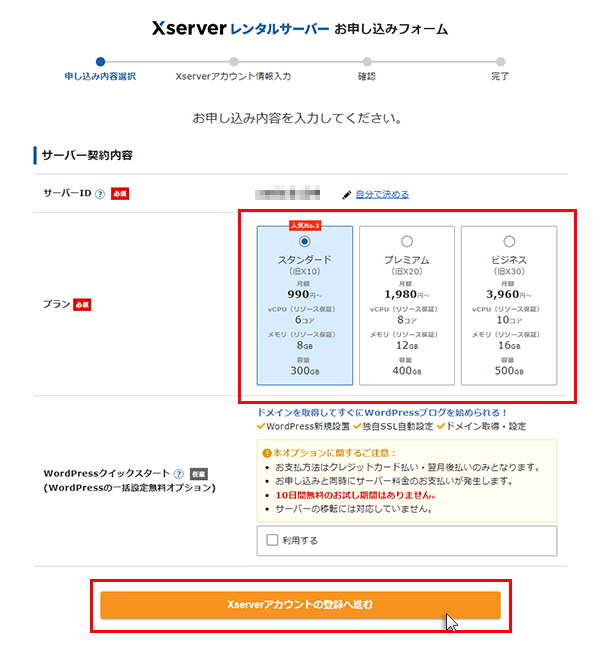 Xserver レンタルサーバー お申し込みフォーム
申し込み内容選択 Xserverアカウント情報入力 確認 完了
お申し込み内容を入力してください。
サーバー契約内容
サーバーID ? 必須 自分で決める
プラン 必須
人気No.1
スタンダード
(旧X10)
月額
990円～
vCPU(リソース保証)
6コア
メモリ(リソース保証)
8GB
容量
300GB
プレミアム
(旧X20)
月額
1,980円～
vCPU(リソース保証)
8コア
メモリ(リソース保証)
12GB
容量
400GB
ビジネス
(旧X30)
月額
3,960円～
vCPU(リソース保証)
10コア
メモリ(リソース保証)
16GB
容量
500GB
WordPressクイックスタート ? 任意
(WordPressの一括設定無料オプション)
ドメインを取得してすぐにWordPressブログを始められる！
WordPress新規設置 独自SSL自動設定 ドメイン取得・設定
本オプションに関するご注意：
お支払方法はクレジットカード払い・翌月後払いのみとなります。
お申し込みと同時にサーバー料金のお支払いが発生します。
10日間無料のお試し期間はありません。
サーバーの移転には対応していません。
利用する
Xserverアカウントの登録へ進む